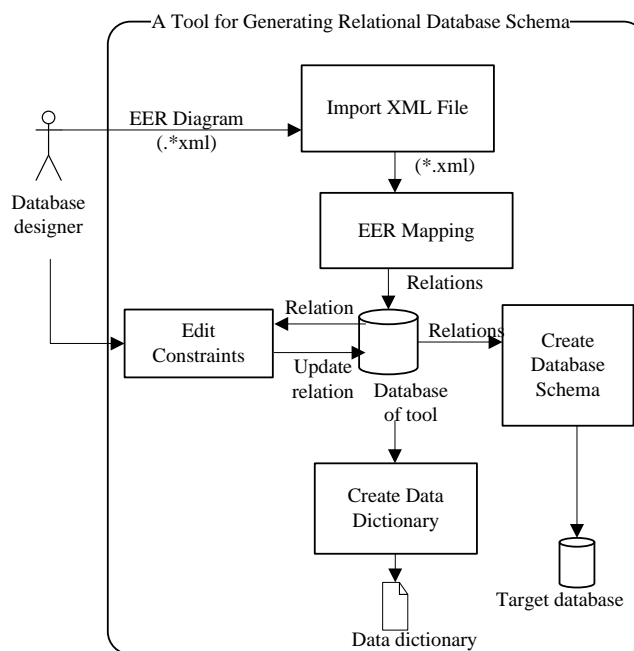 A Tool for Generating Relational Database Schema
EER Diagram
(.*xml)
Import XML File
(*.xml)
Database
designer
EER Mapping
Relations
Relation
Edit
Constraints
Relations
Create
Database
Schema
Update
relation
Database
of tool
Create Data
Dictionary
Target database
Data dictionary